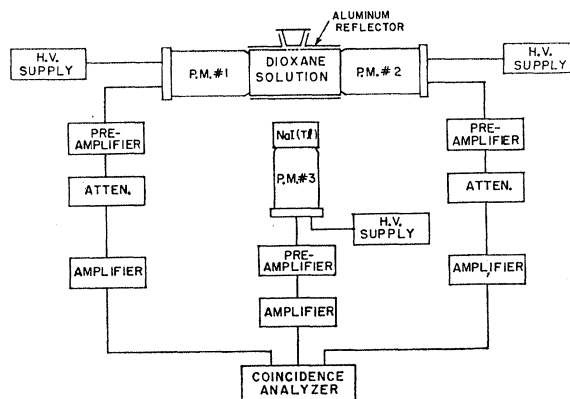 ALUMINUM
REFLECTOR
H.V.
SUPPLY
P.M.#1
DIOXANE
SOLUTION
P.M.#2
H.V.
SUPPLY
PRE-
AMPLIFIER
NaI(Tl)
PRE-
AMPLIFIER
ATTEN.
P.M.#3
ATTEN.
H.V.
SUPPLY
AMPLIFIER
PRE-
AMPLIFIER
AMPLIFIER
AMPLIFIER
COINCIDENCE
ANALYZER